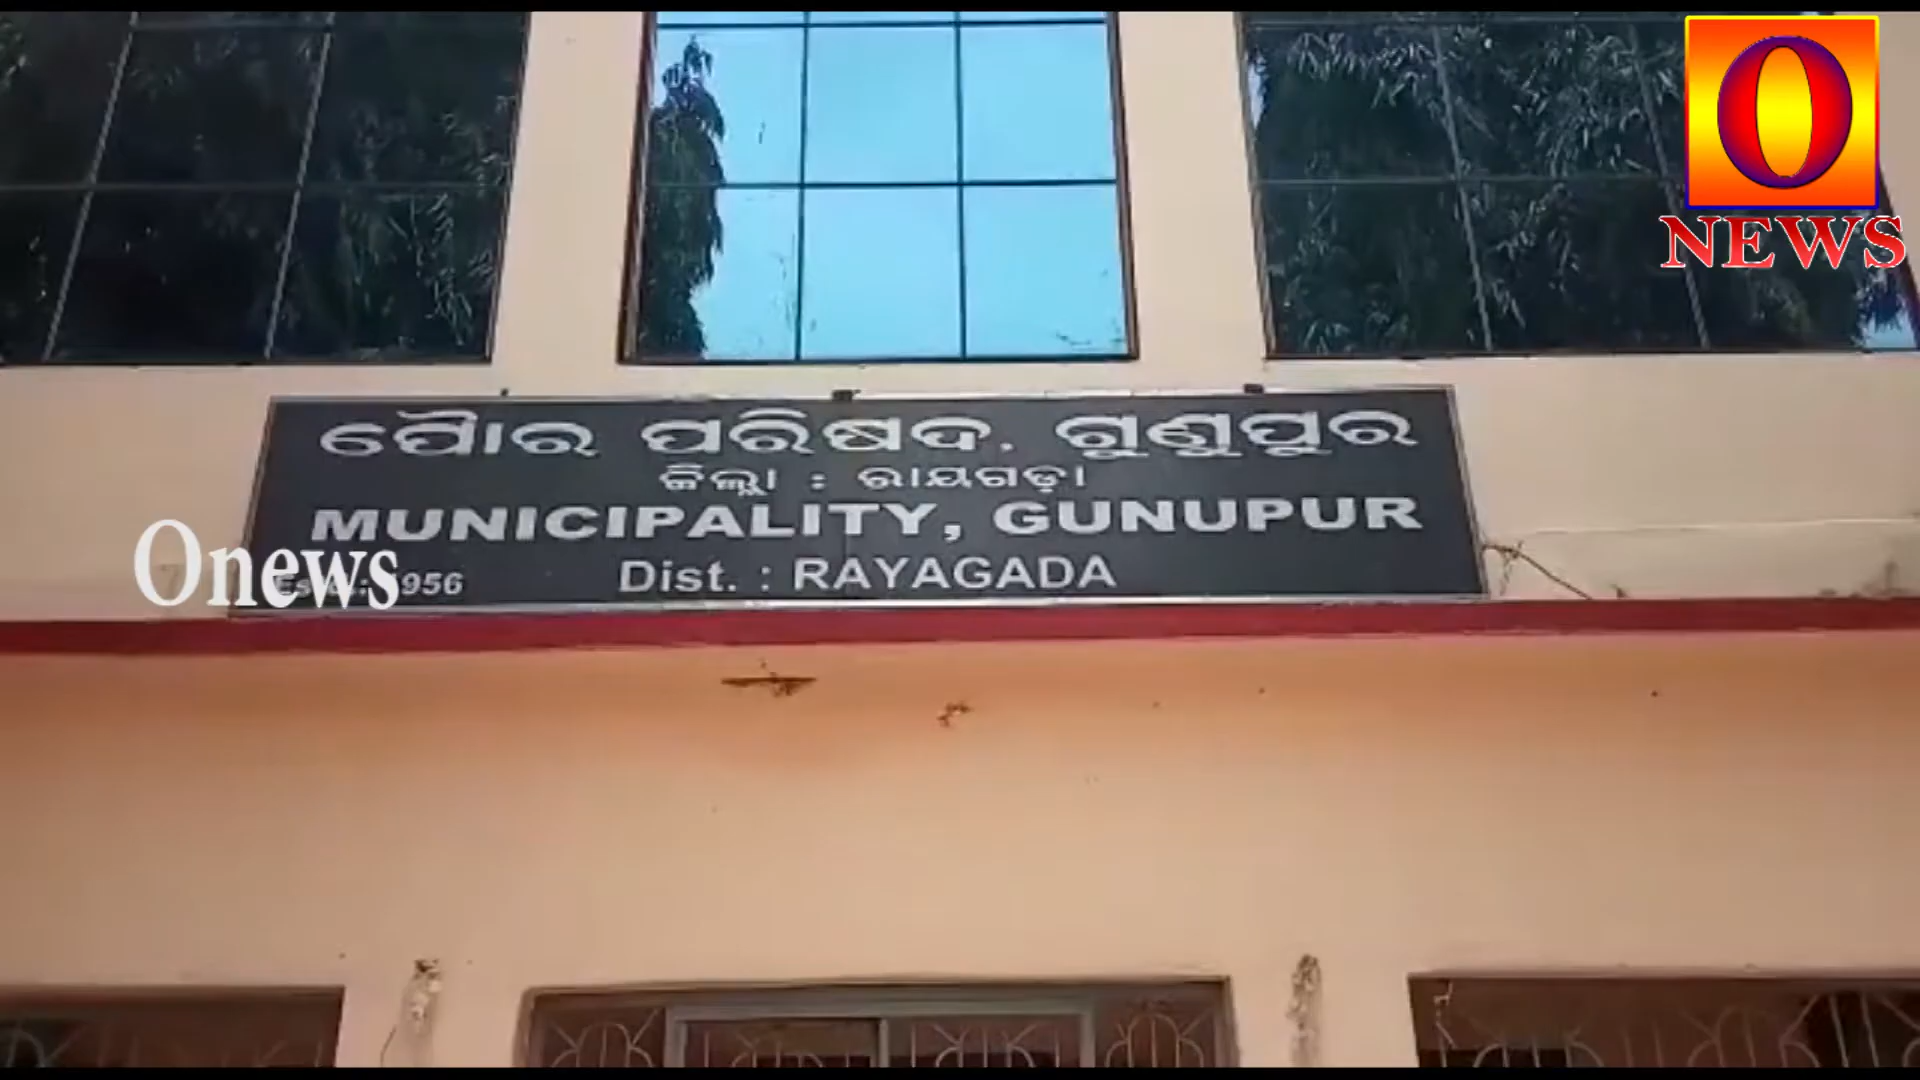 O
NEWS
ପୌର ପରିଷଦ. ଗୁଣୁପୁର
ଜିଲ୍ଲା : ରାୟଗଡ଼ା
MUNICIPALITY, GUNUPUR
Dist. : RAYAGADA
Onews